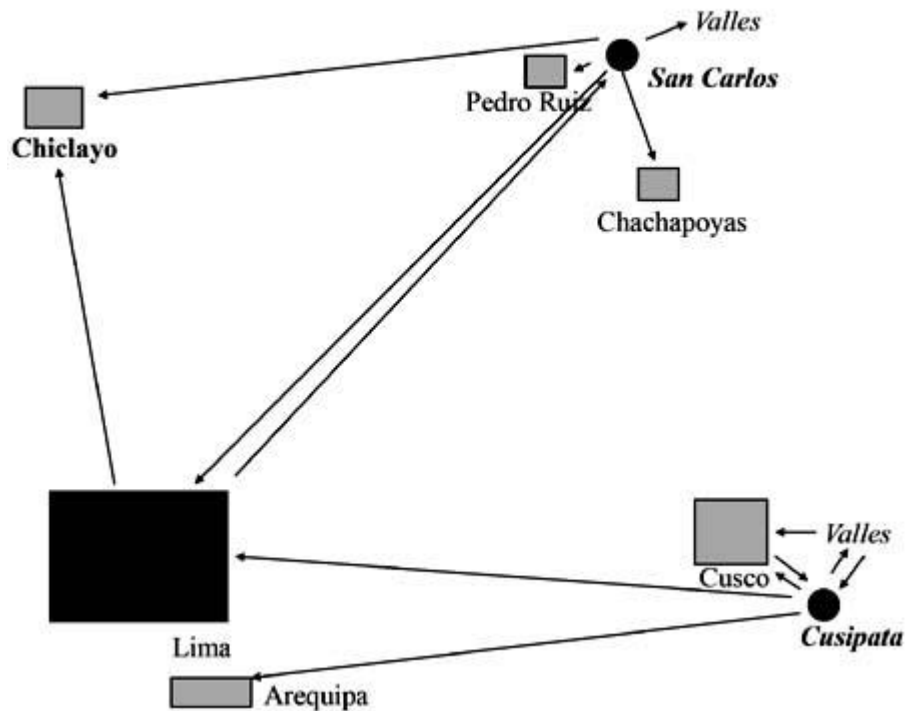 Valles
San Carlos
Pedro Ruiz
Chiclayo
Chachapoyas
Valles
Cusco
Cusipata
Lima
Arequipa